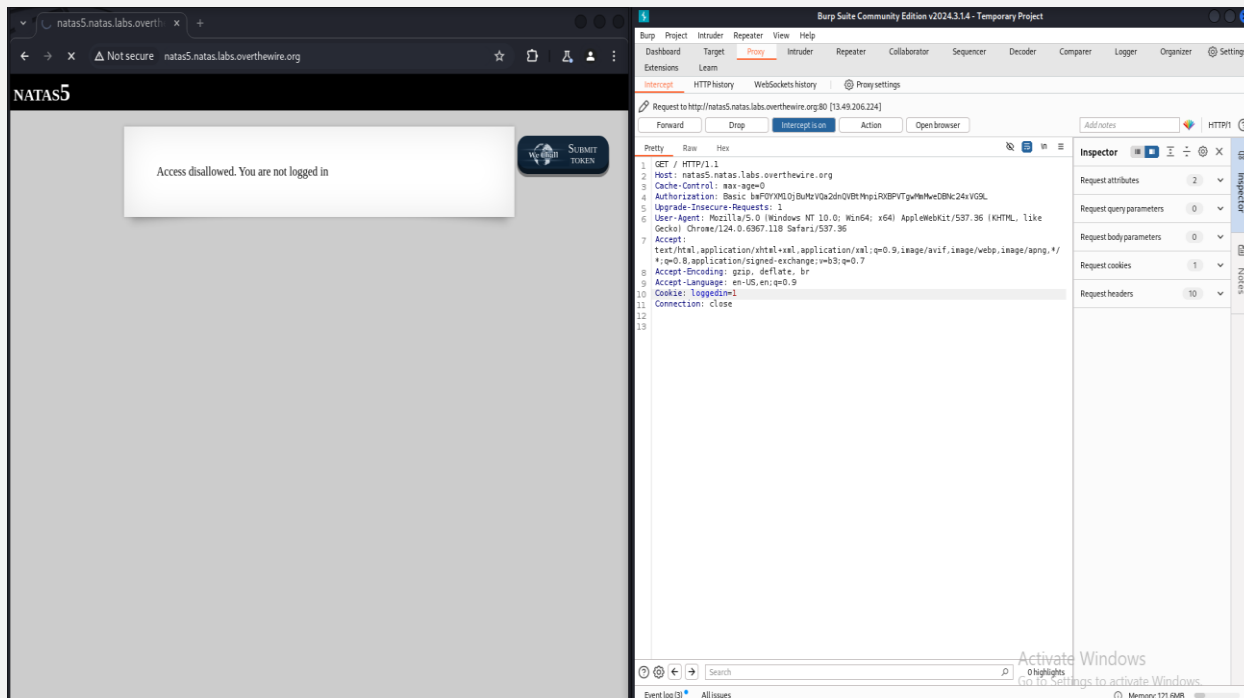 natas5.natas.labs.overth
Not secure natas5.natas.labs.overthewire.org
NATAS5
Access disallowed. You are not logged in
WeChall
SUBMIT
TOKEN
Burp Suite Community Edition v2024.3.1.4 - Temporary Project
Burp Project Intruder Repeater View Help
Dashboard Target Proxy Intruder Repeater Collaborator Sequencer Decoder Comparer Logger Organizer Settings
Extensions Learn
Intercept HTTP history WebSockets history Proxy settings
Request to http://natas5.natas.labs.overthewire.org:80 [13.49.206.224]
Forward Drop Intercept is on Action Open browser Add notes HTTP/1
Pretty Raw Hex
1 GET / HTTP/1.1
2 Host: natas5.natas.labs.overthewire.org
3 Cache-Control: max-age=0
4 Authorization: Basic
5 Upgrade-Insecure-Requests: 1
6 User-Agent: Mozilla/5.0 (Windows NT 10.0; Win64; x64) AppleWebKit/537.36 (KHTML, like
Gecko) Chrome/124.0.6367.118 Safari/537.36
7 Accept:
text/html,application/xhtml+xml,application/xml;q=0.9,image/avif,image/webp,image/apng,*/
*;q=0.8,application/signed-exchange;v=b3;q=0.7
8 Accept-Encoding: gzip, deflate, br
9 Accept-Language: en-US,en;q=0.9
10 Cookie: loggedin=1
11 Connection: close
12
13
Inspector
Request attributes 2
Request query parameters 0
Request body parameters 0
Request cookies 1
Request headers 10
Inspector
Notes
Search 0 highlights
Activate Windows
Go to Settings to activate Windows.
Event log (3) All issues Memory: 171.6MB